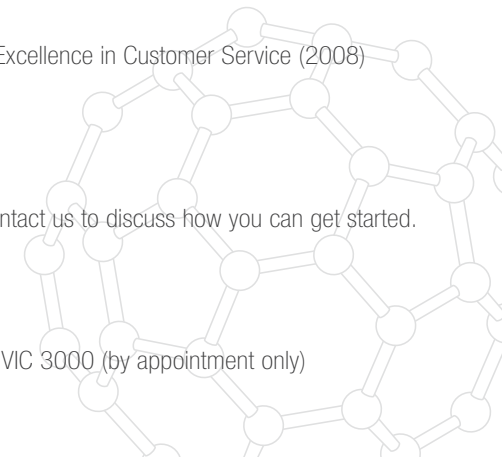 Excellence in Customer Service (2008)
ntact us to discuss how you can get started.
VIC 3000 (by appointment only)